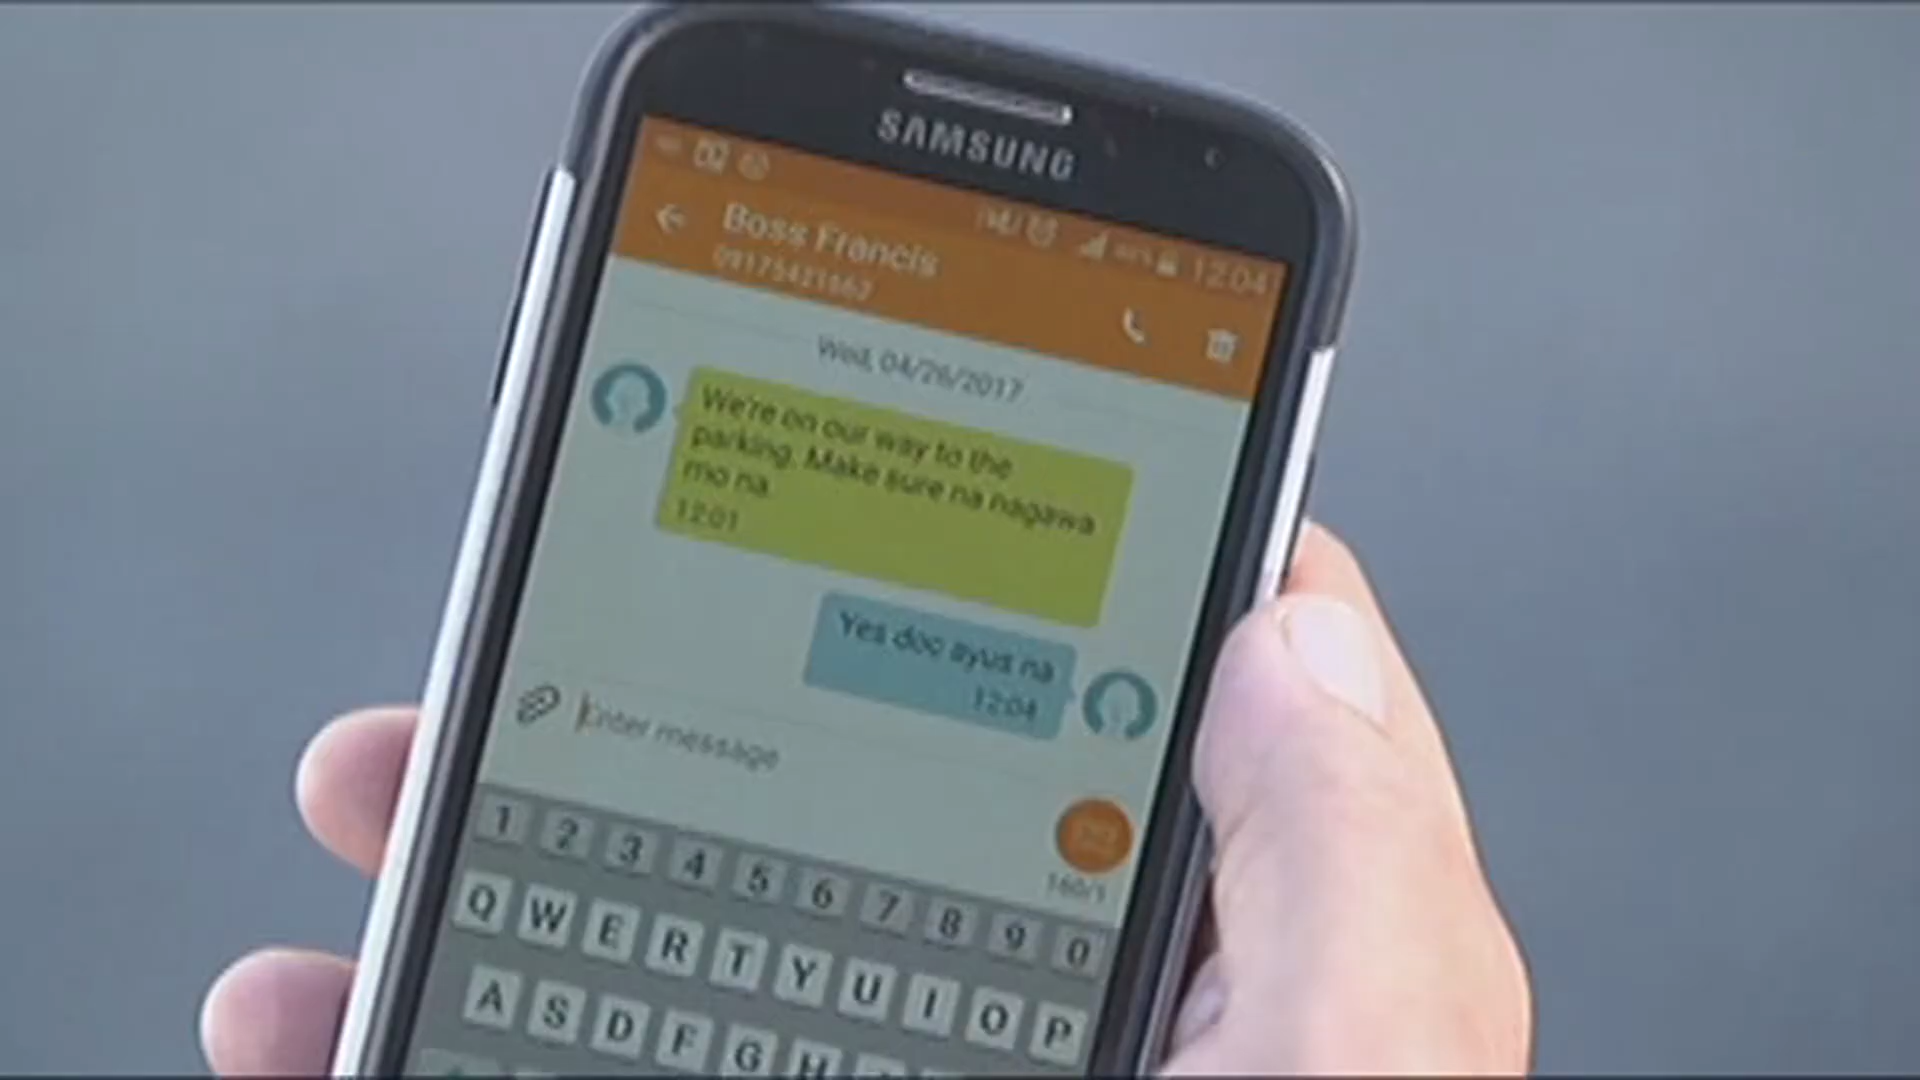 SAMSUNG
12:04
Boss Francis
Wed, 04/26/2017
We're on our way to the
parking. Make sure na nagawa
mo na
12:01
Yes doc ayus na
12:04
Enter message
160/1
1 2 3 4 5 6 7 8 9 0
Q W E R T Y U I O P
A S D F G H